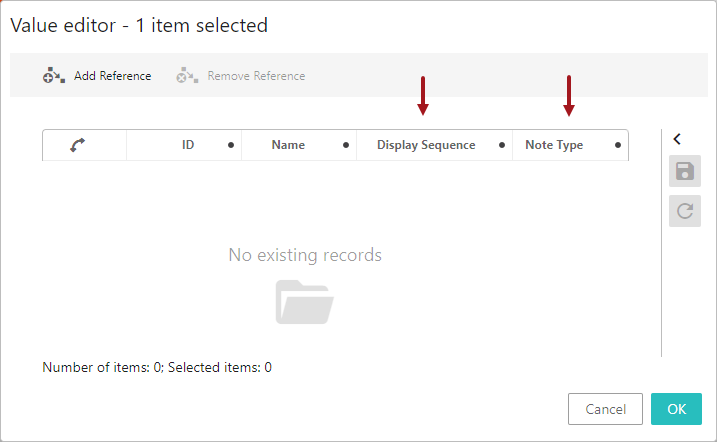 Value editor - 1 item selected
Add Reference Remove Reference
ID Name Display Sequence Note Type
No existing records
Number of items: 0; Selected items: 0
Cancel OK